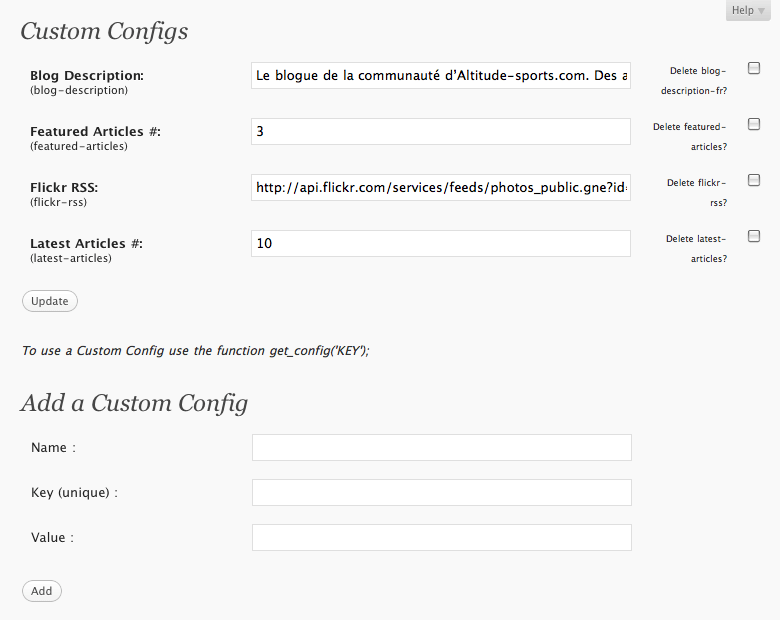 Help
Custom Configs
Blog Description:
(blog-description)
Le blogue de la communauté d'Altitude-sports.com. Des a
Delete blog-
description-fr?
Featured Articles #:
(featured-articles)
3
Delete featured-
articles?
Flickr RSS:
(flickr-rss)
http://api.flickr.com/services/feeds/photos_public.gne?id=
Delete flickr-
rss?
Latest Articles #:
(latest-articles)
10
Delete latest-
articles?
Update
To use a Custom Config use the function get_config('KEY');
Add a Custom Config
Name :
Key (unique) :
Value :
Add